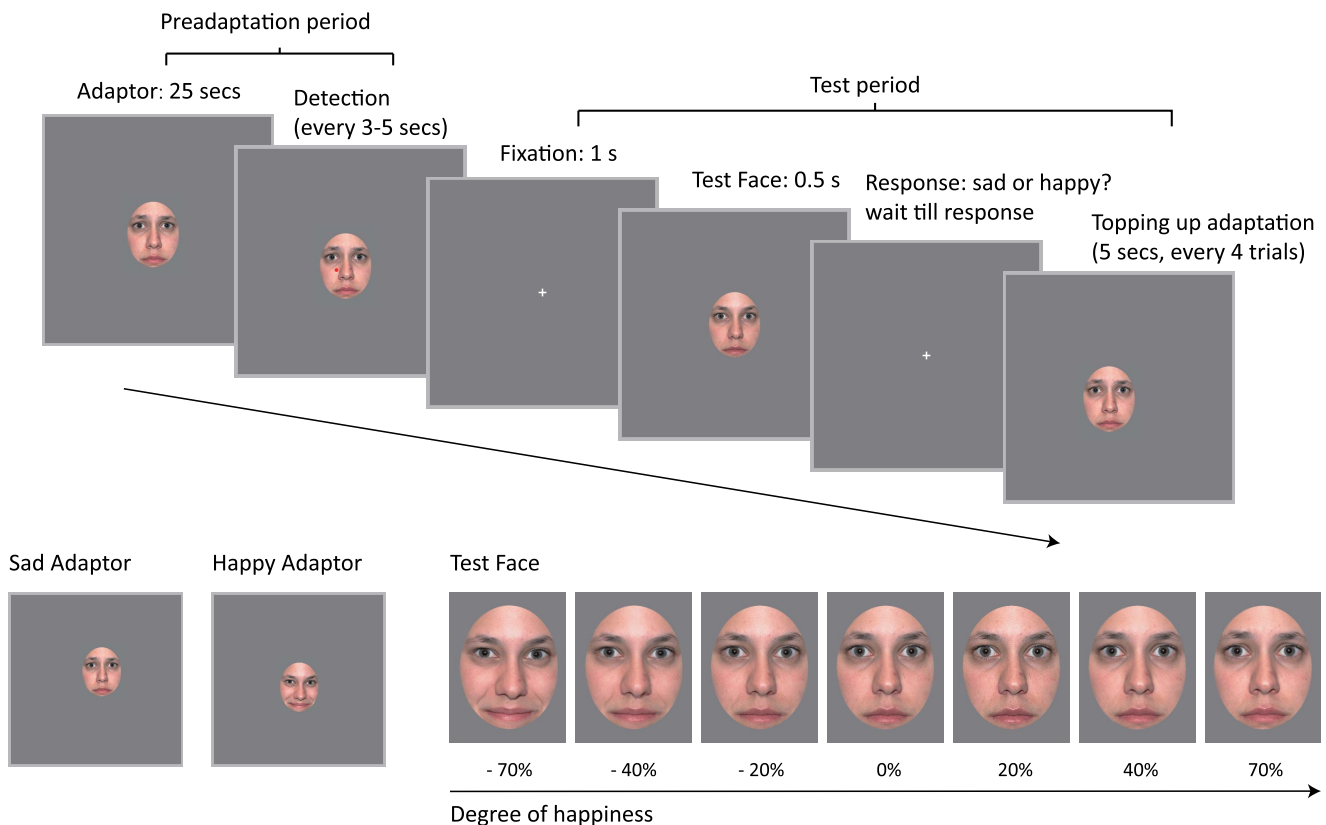 Preadaptation period
Adaptor: 25 secs
Detection
(every 3-5 secs)
Test period
Fixation: 1 s
Test Face: 0.5 s
Response: sad or happy?
wait till response
Topping up adaptation
(5 secs, every 4 trials)
Sad Adaptor
Happy Adaptor
Test Face
- 70%
- 40%
- 20%
0%
20%
40%
70%
Degree of happiness